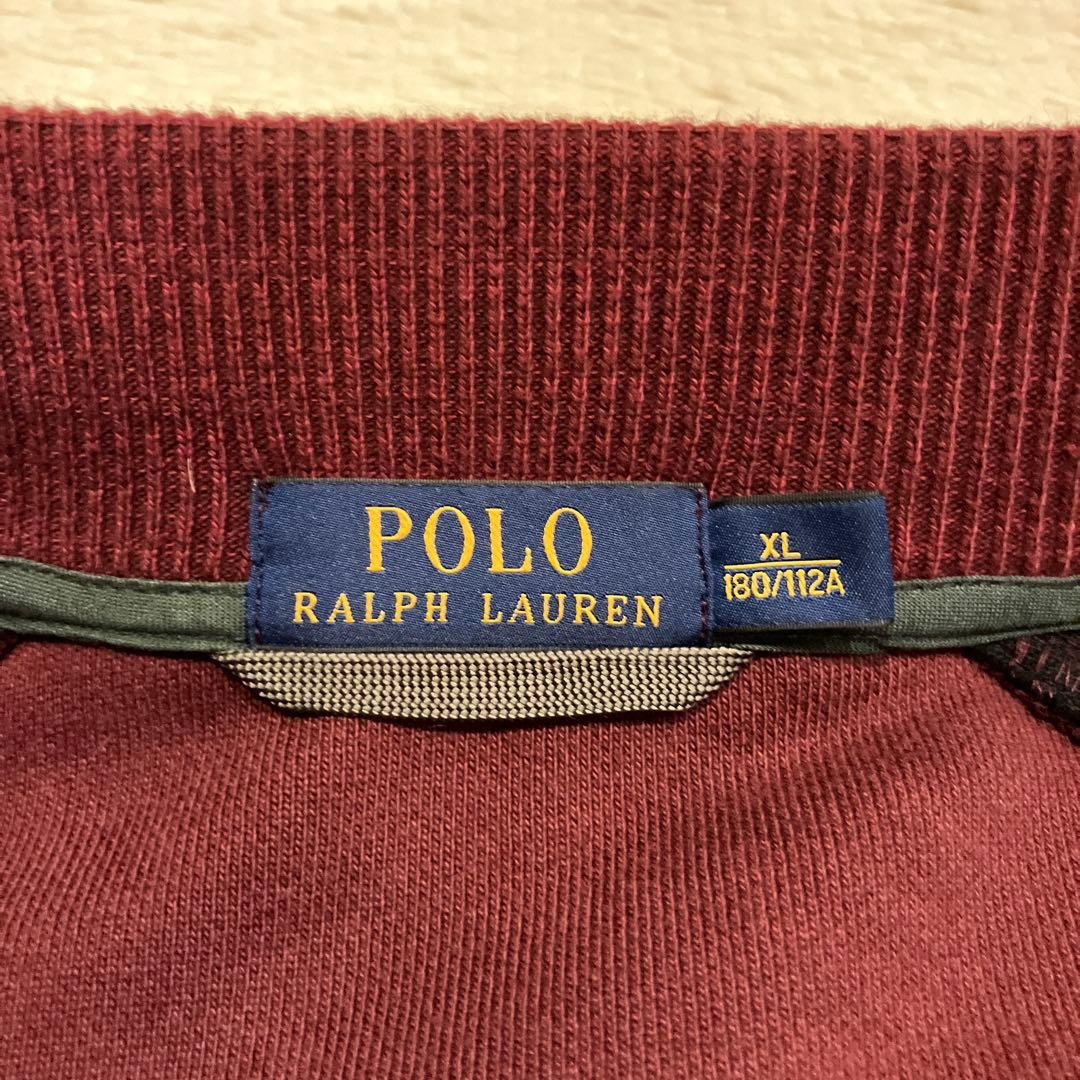 POLO
RALPH LAUREN
XL
180/112A